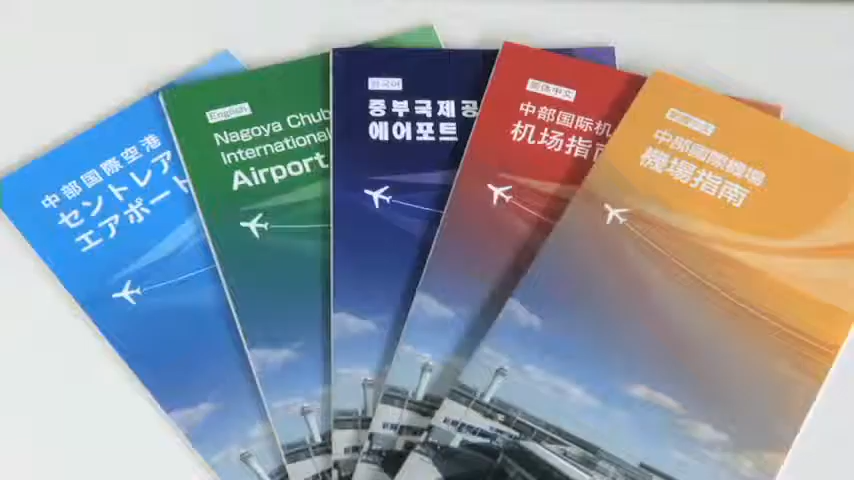 中部国際空港
セントレア
エアポート
English
Nagoya Chub
International
Airport
한국어
중부국제공
에어포트
简体中文
中部国际机
机场指南
中部國際機場
機場指南